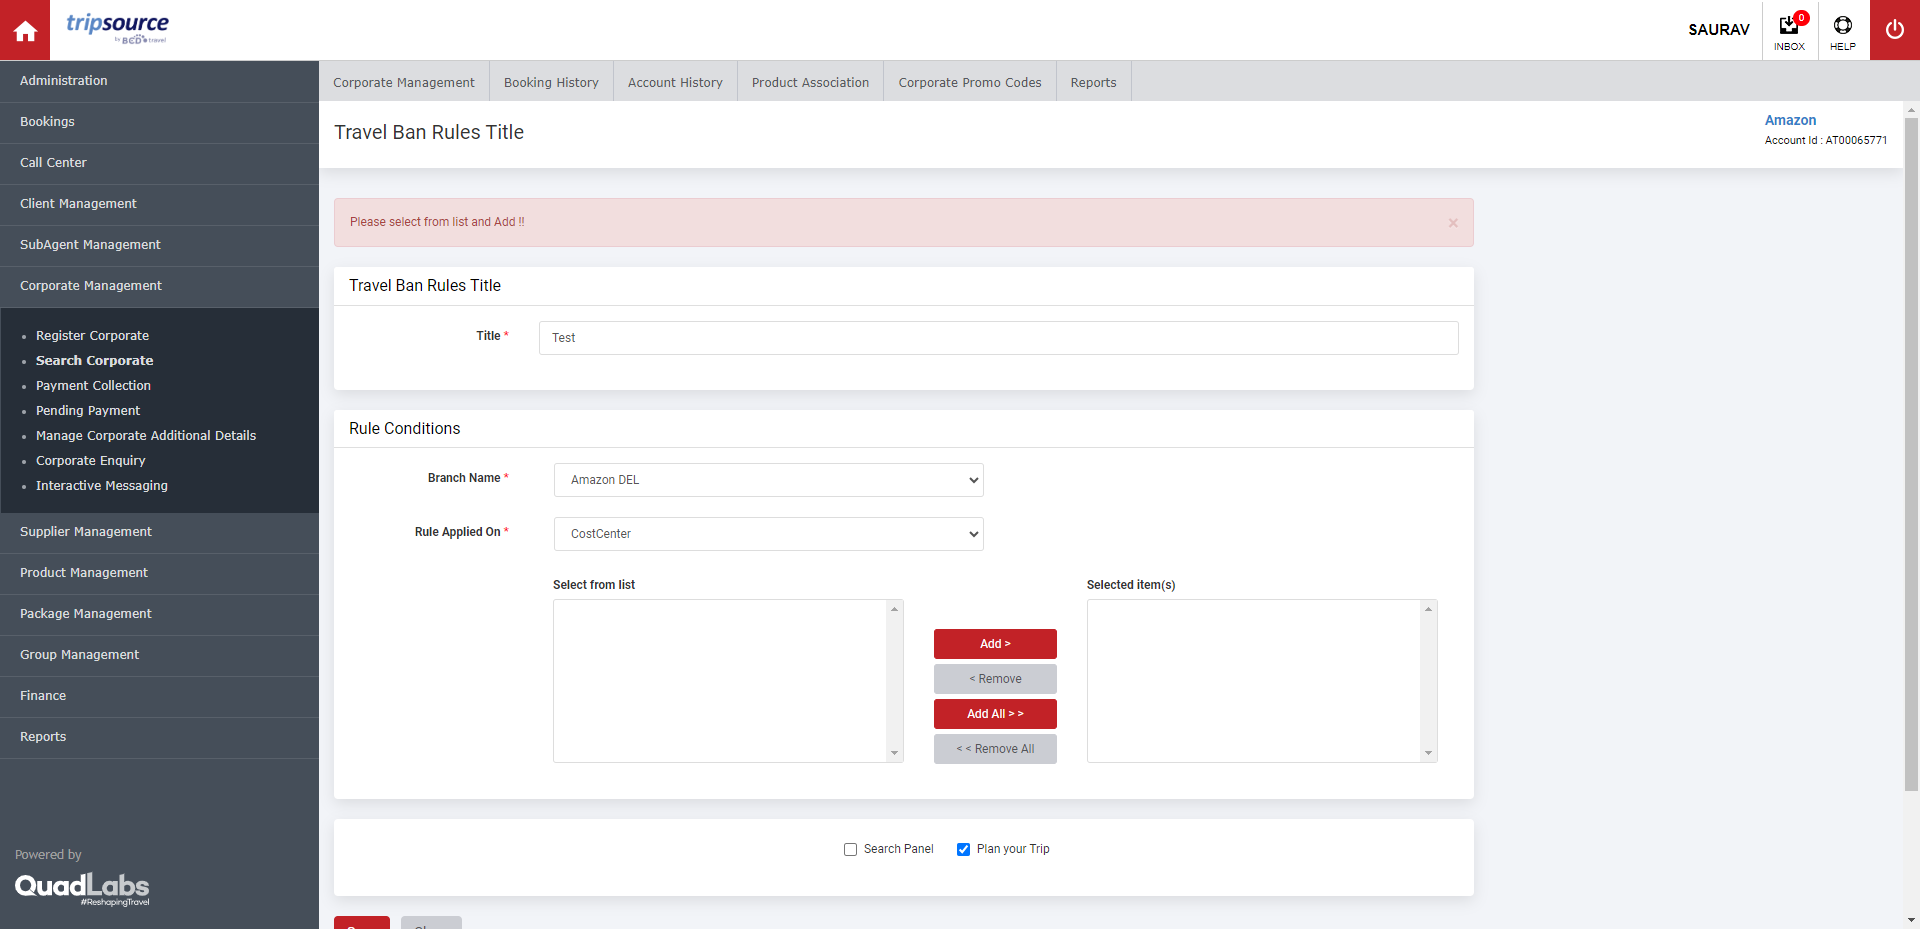 tripsource
by BCD travel
SAURAV
0
INBOX
HELP
Administration
Bookings
Call Center
Client Management
SubAgent Management
Corporate Management
Register Corporate
Search Corporate
Payment Collection
Pending Payment
Manage Corporate Additional Details
Corporate Enquiry
Interactive Messaging
Supplier Management
Product Management
Package Management
Group Management
Finance
Reports
Powered by
QuadLabs
#ReshapingTravel
Corporate Management
Booking History
Account History
Product Association
Corporate Promo Codes
Reports
Travel Ban Rules Title
Amazon
Account Id : AT00065771
Please select from list and Add !!
×
Travel Ban Rules Title
Title *
Test
Rule Conditions
Branch Name *
Amazon DEL
Rule Applied On *
CostCenter
Select from list
Selected item(s)
Add >
< Remove
Add All > >
< < Remove All
Search Panel
Plan your Trip